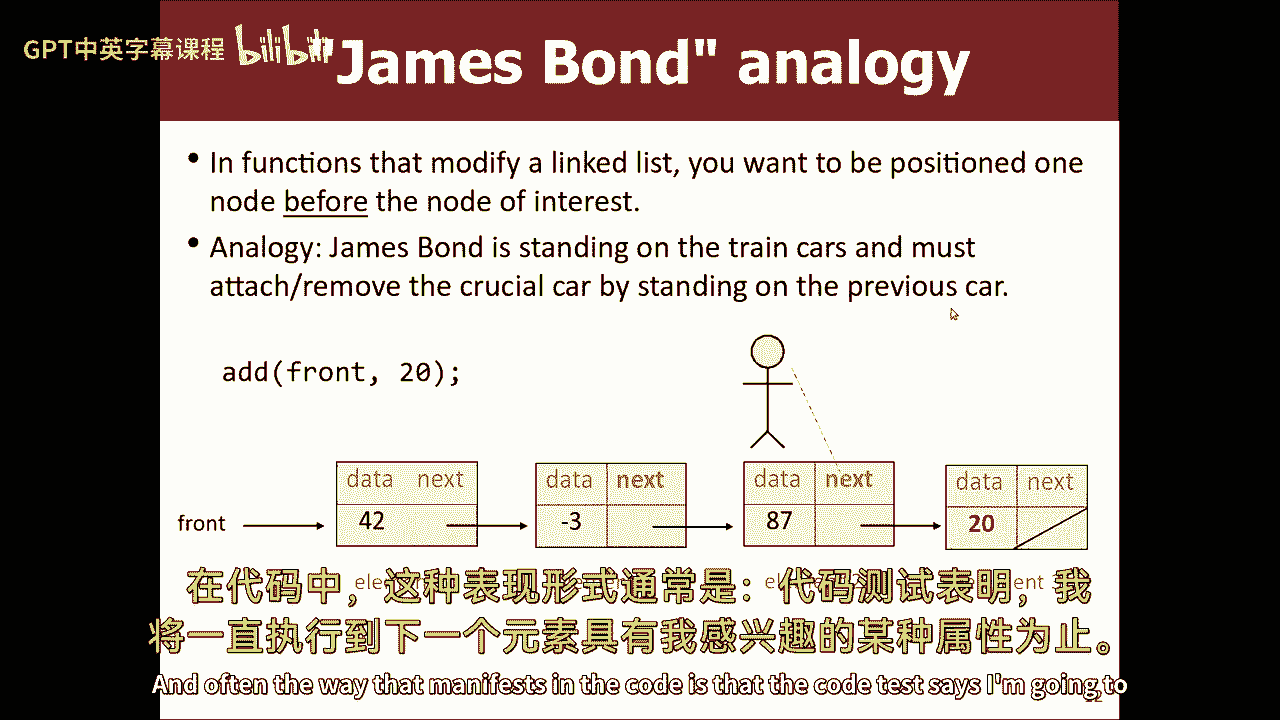 GPT中英字幕课程 bilibili
"James Bond" analogy
• In functions that modify a linked list, you want to be positioned one
node before the node of interest.
• Analogy: James Bond is standing on the train cars and must
attach/remove the crucial car by standing on the previous car.
add(front, 20);
data next data next data next data next
front 42 -3 87 20
在代码中，这种表现形式通常是：代码测试表明，我
将一直执行到下一个元素具有我感兴趣的某种属性为止。
And often the way that manifests in the code is that the code test says I'm going to